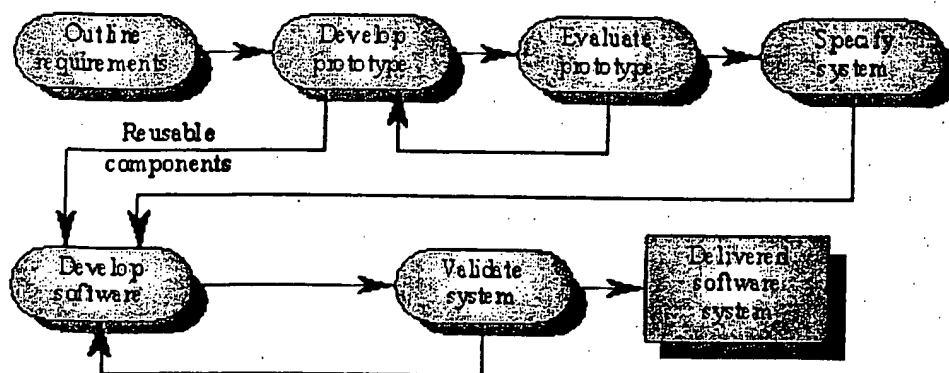 Outline
requirements
Develop
prototype
Evaluate
prototype
Specify
system
Reusable
components
Develop
software
Validate
system
Delivered
software
system